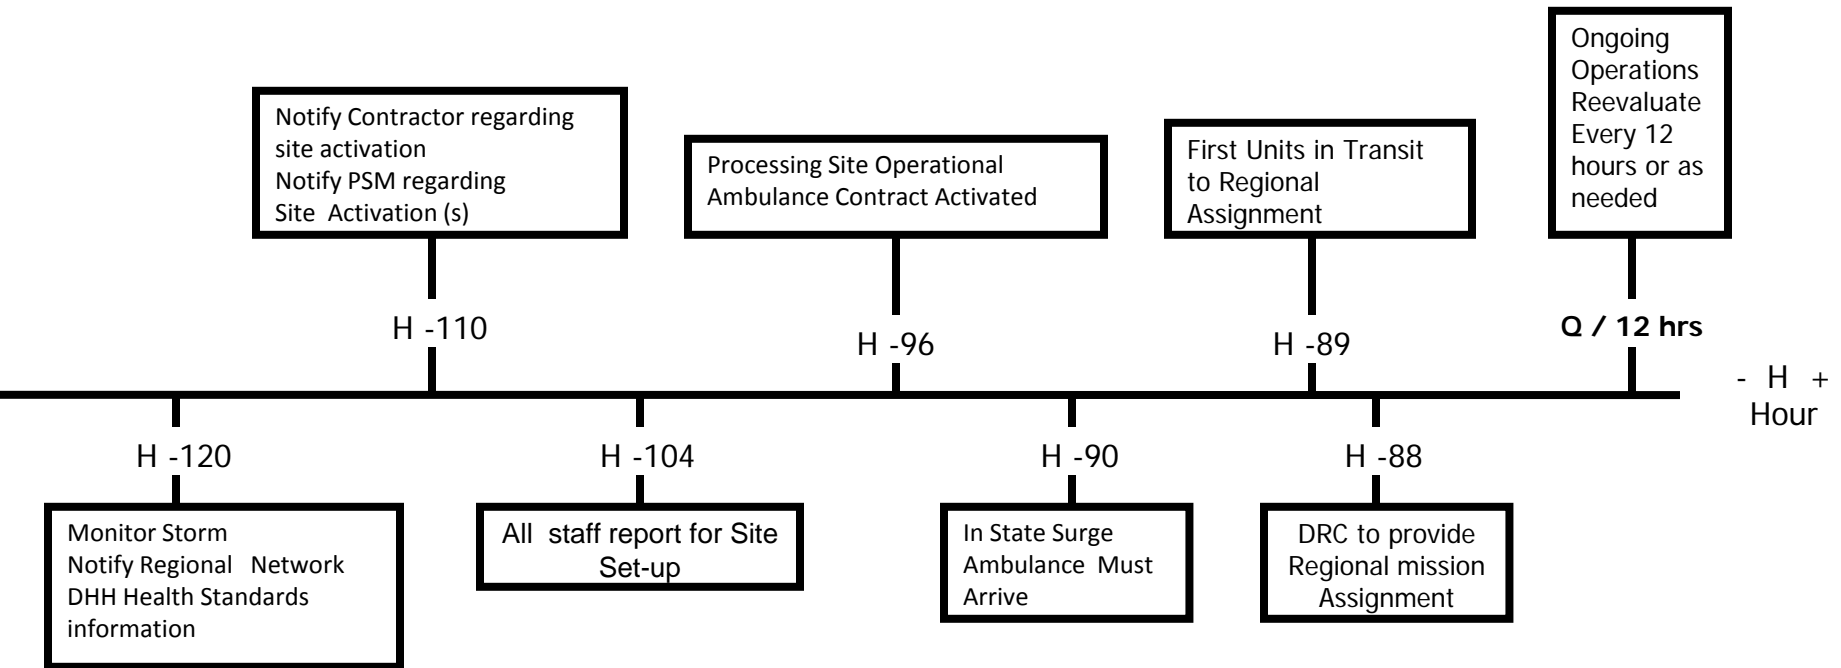 Notify Contractor regarding
site activation
Notify PSM regarding
Site Activation (s)
H -110
Processing Site Operational
Ambulance Contract Activated
H -96
First Units in Transit
to Regional
Assignment
H -89
Ongoing
Operations
Reevaluate
Every 12
hours or as
needed
Q / 12 hrs
- H +
Hour
H -120
Monitor Storm
Notify Regional Network
DHH Health Standards
information
H -104
All staff report for Site
Set-up
H -90
In State Surge
Ambulance Must
Arrive
H -88
DRC to provide
Regional mission
Assignment